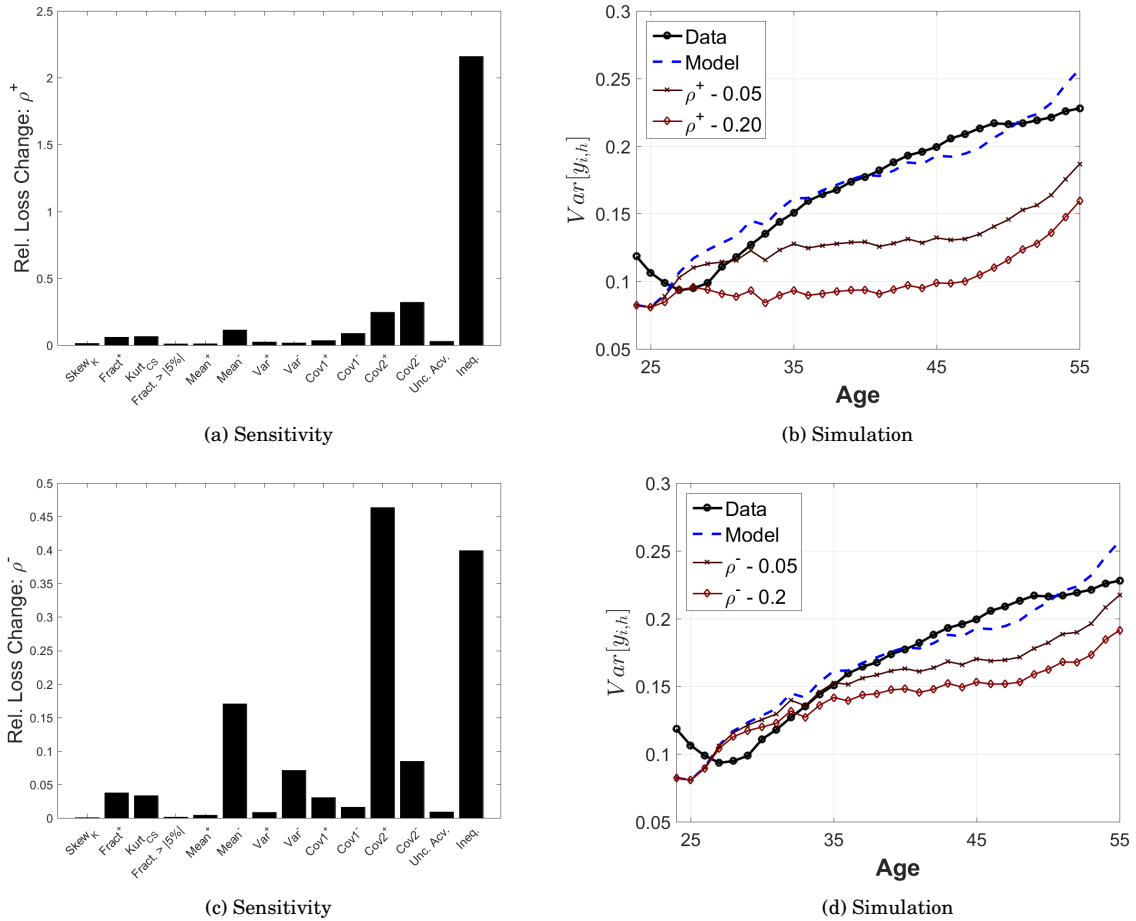 2.5
2
1.5
1
0.5
0
Rel. Loss Change: ρ⁺
Skew_K
Fract.⁺
Kurt_CS
Fract. > |5%|
Mean⁺
Mean⁻
Var⁺
Var⁻
Cov1⁺
Cov1⁻
Cov2⁺
Cov2⁻
Unc. Acv.
Ineq.
(a) Sensitivity
0.3
0.25
0.2
0.15
0.1
0.05
Var[y_{i,h}]
Data
Model
ρ⁺ - 0.05
ρ⁺ - 0.20
25 35 45 55
Age
(b) Simulation
0.5
0.45
0.4
0.35
0.3
0.25
0.2
0.15
0.1
0.05
0
Rel. Loss Change: ρ⁻
Skew_K
Fract⁺
Kurt_CS
Fract. > |5%|
Mean⁺
Mean⁻
Var⁺
Var⁻
Cov1⁺
Cov1⁻
Cov2⁺
Cov2⁻
Unc. Acv.
Ineq.
(c) Sensitivity
0.3
0.25
0.2
0.15
0.1
0.05
Var[y_{i,h}]
Data
Model
ρ⁻ - 0.05
ρ⁻ - 0.2
25 35 45 55
Age
(d) Simulation